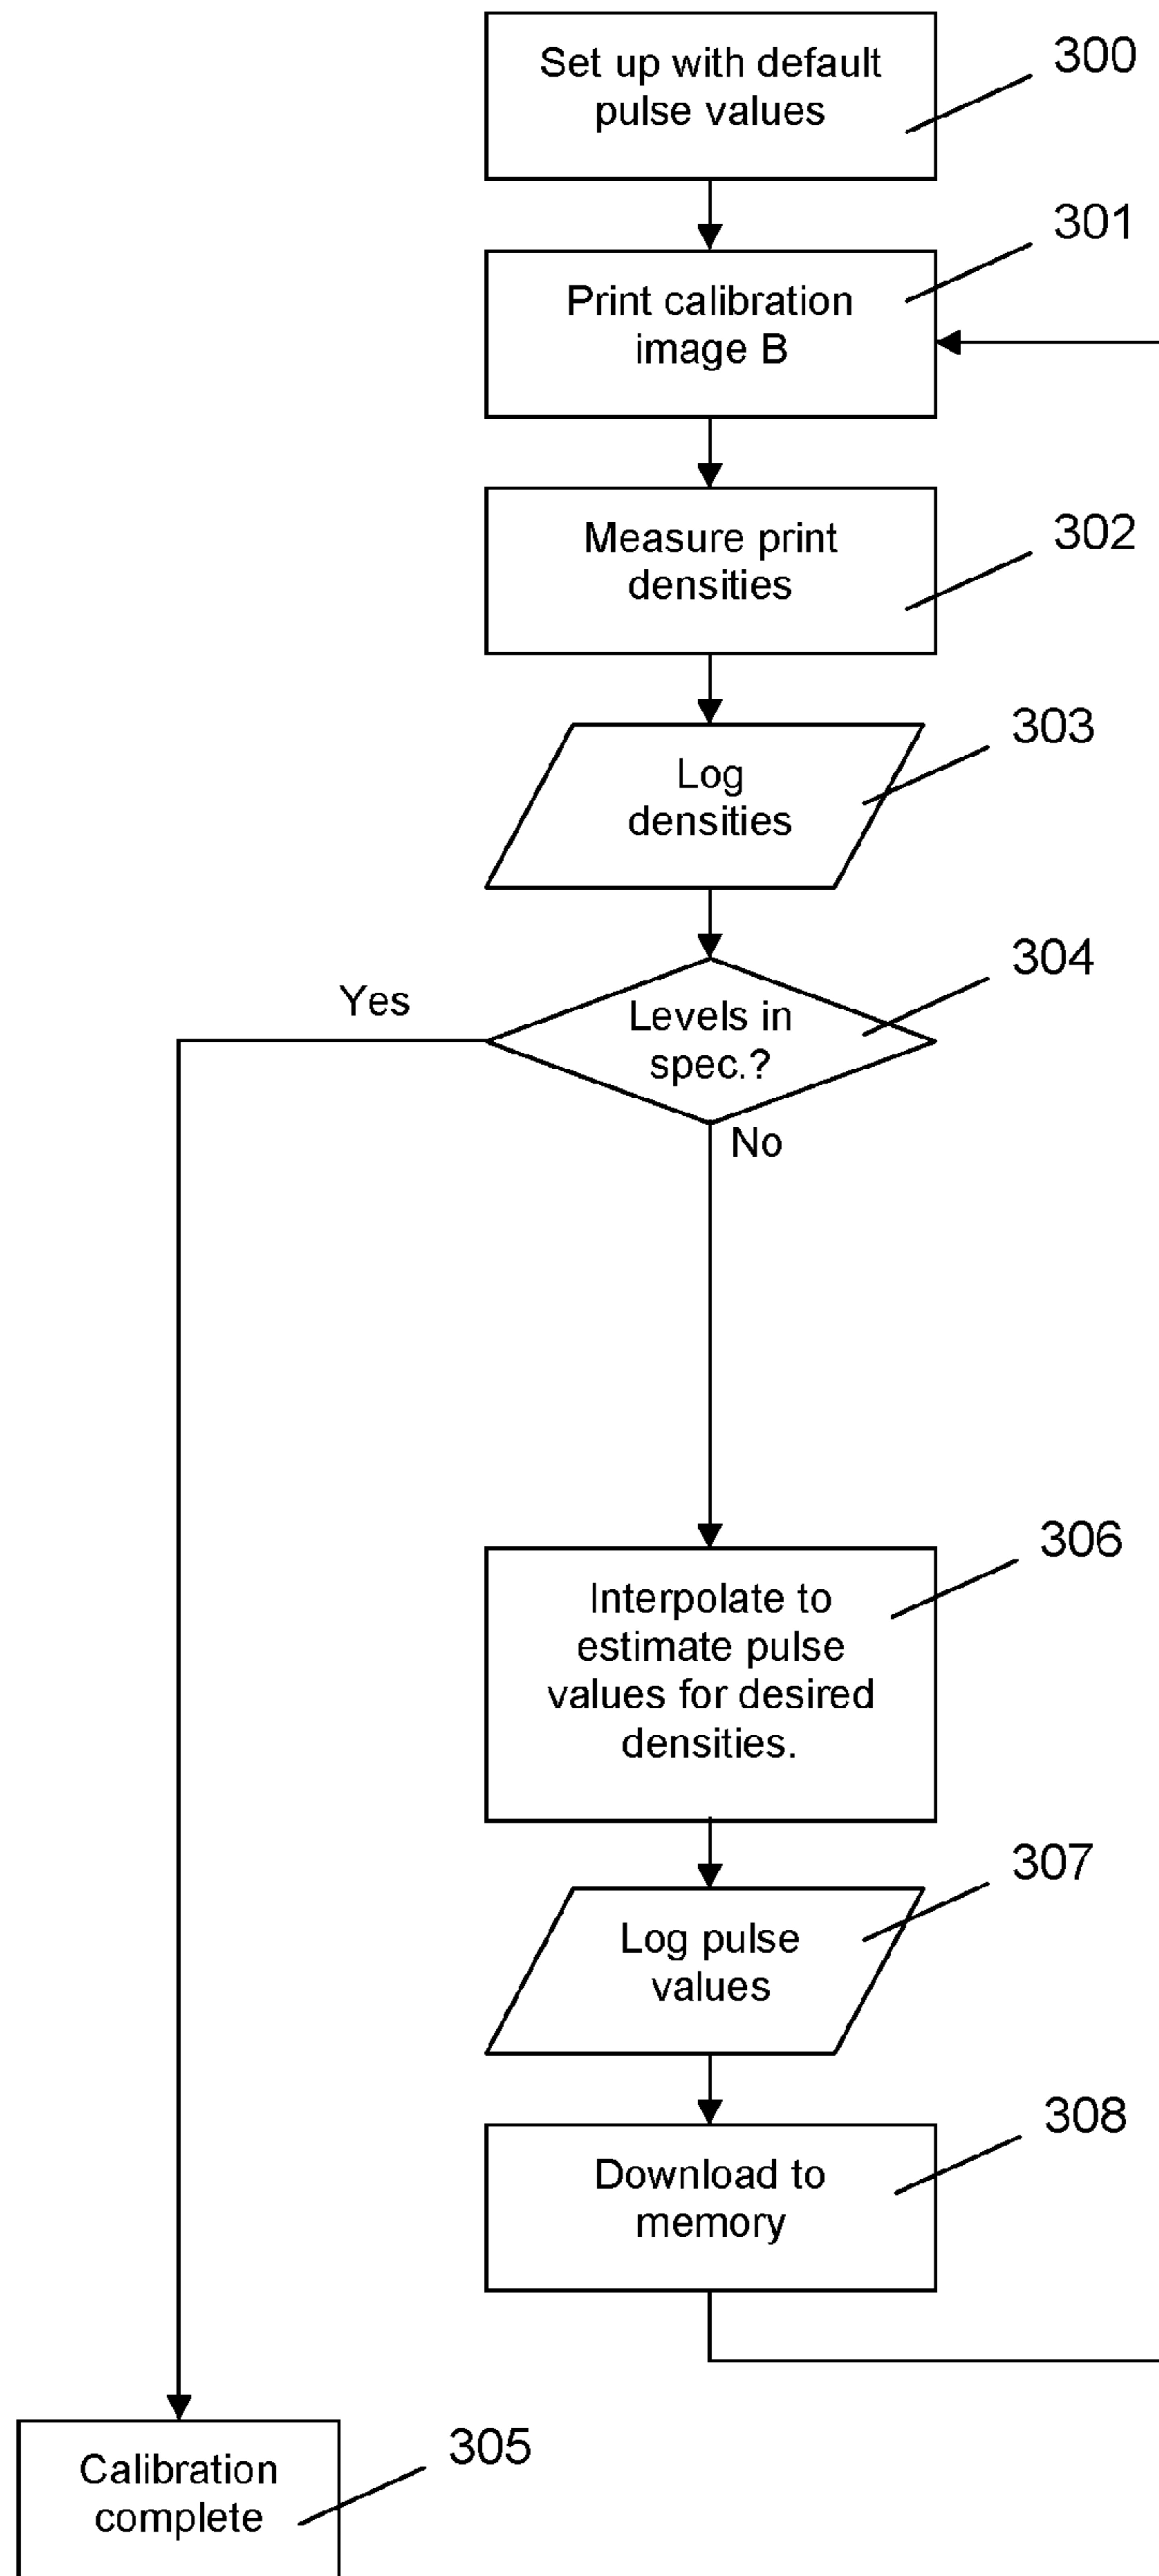 Set up with default
pulse values
300
Print calibration
image B
301
Measure print
densities
302
Log
densities
303
Levels in
spec.?
304
Yes
No
Interpolate to
estimate pulse
values for desired
densities.
306
Log pulse
values
307
Download to
memory
308
Calibration
complete
305